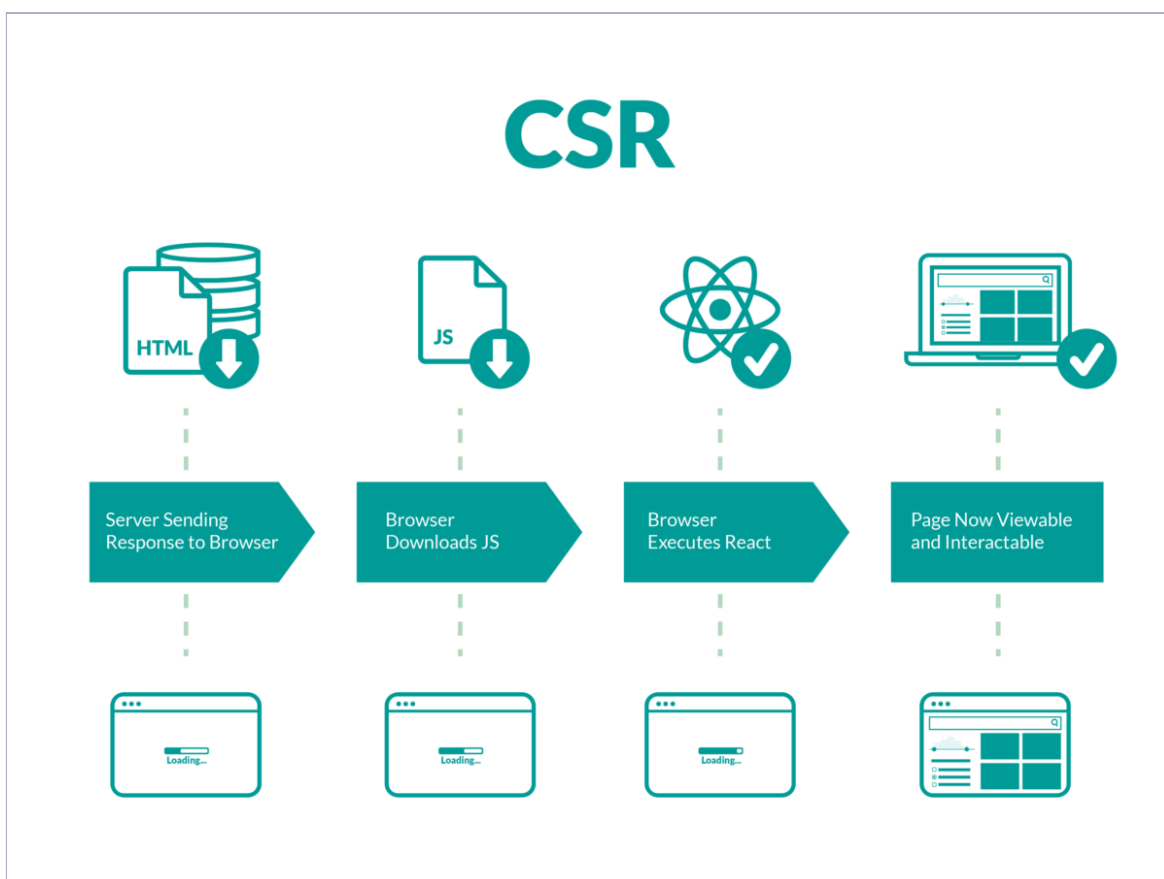 CSR
HTML
JS
Server Sending
Response to Browser
Browser
Downloads JS
Browser
Executes React
Page Now Viewable
and Interactable
Loading...
Loading...
Loading...